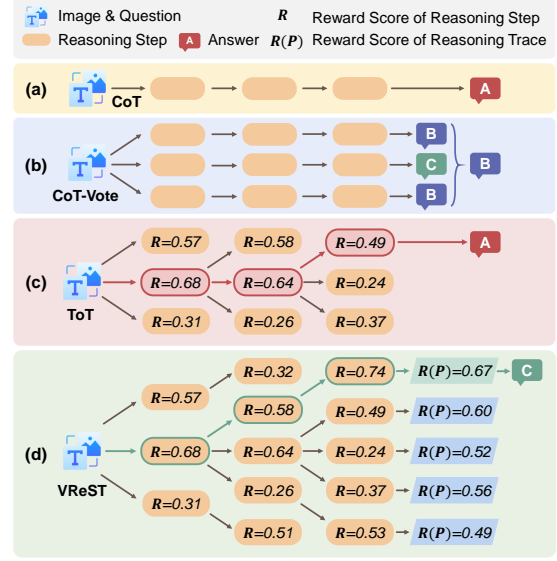 Image & Question R Reward Score of Reasoning Step
Reasoning Step A Answer R(P) Reward Score of Reasoning Trace
(a) T CoT A
(b) T CoT-Vote B C B B
(c) T ToT
R=0.57 R=0.58 R=0.49 A
R=0.68 R=0.64 R=0.24
R=0.31 R=0.26 R=0.37
(d) T VReST
R=0.32 R=0.74 R(P)=0.67 C
R=0.57 R=0.58 R=0.49 R(P)=0.60
R=0.68 R=0.64 R=0.24 R(P)=0.52
R=0.26 R=0.37 R(P)=0.56
R=0.31 R=0.51 R=0.53 R(P)=0.49